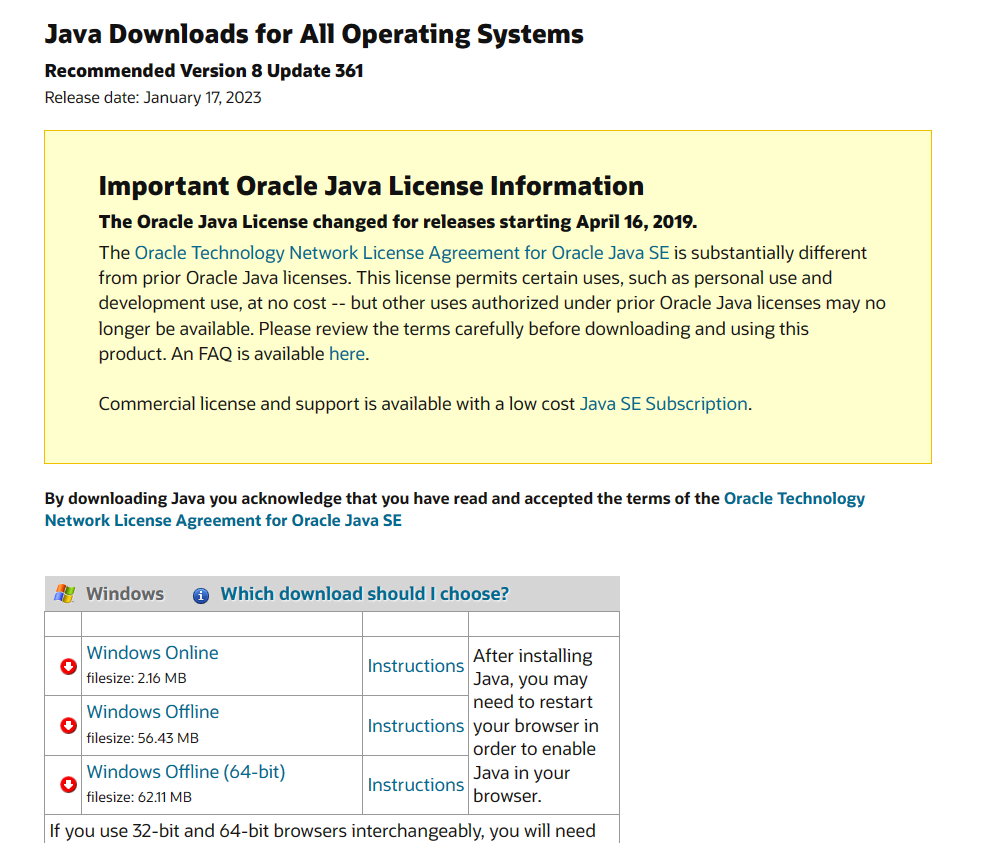 Java Downloads for All Operating Systems
Recommended Version 8 Update 361
Release date: January 17, 2023
Important Oracle Java License Information
The Oracle Java License changed for releases starting April 16, 2019.
The Oracle Technology Network License Agreement for Oracle Java SE is substantially different
from prior Oracle Java licenses. This license permits certain uses, such as personal use and
development use, at no cost -- but other uses authorized under prior Oracle Java licenses may no
longer be available. Please review the terms carefully before downloading and using this
product. An FAQ is available here.
Commercial license and support is available with a low cost Java SE Subscription.
By downloading Java you acknowledge that you have read and accepted the terms of the Oracle Technology
Network License Agreement for Oracle Java SE
Windows Which download should I choose?
Windows Online
filesize: 2.16 MB
Instructions
Windows Offline
filesize: 56.43 MB
Instructions
Windows Offline (64-bit)
filesize: 62.11 MB
Instructions
After installing
Java, you may
need to restart
your browser in
order to enable
Java in your
browser.
If you use 32-bit and 64-bit browsers interchangeably, you will need